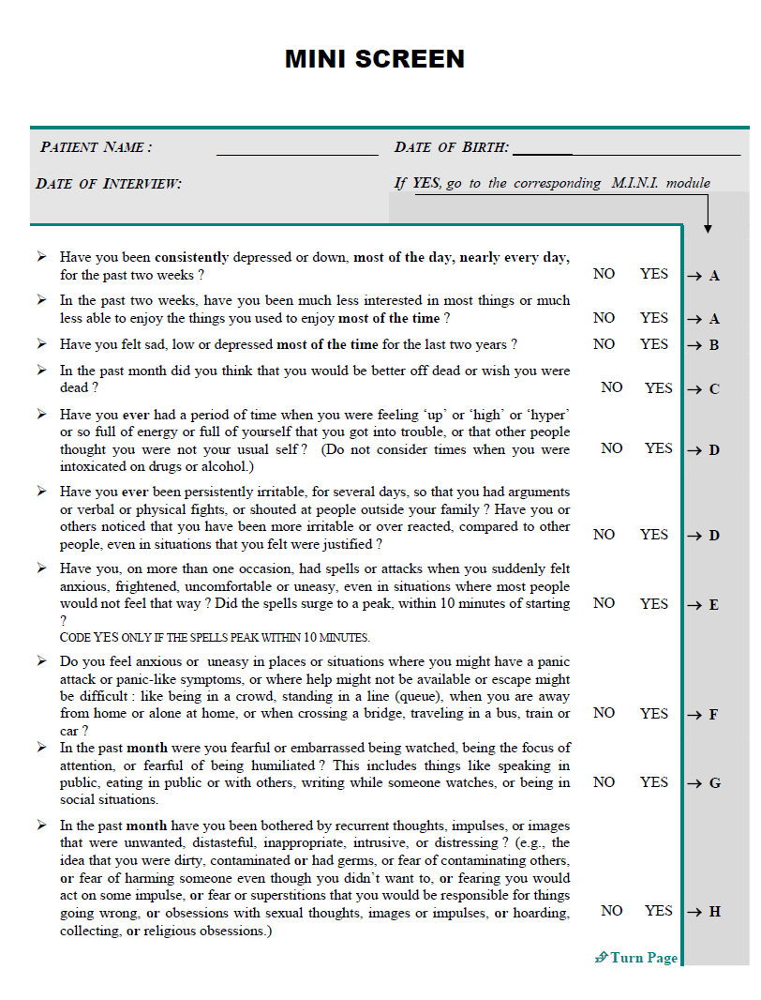 MINI SCREEN
PATIENT NAME : DATE OF BIRTH:
DATE OF INTERVIEW: If YES, go to the corresponding M.I.N.I. module
➢ Have you been consistently depressed or down, most of the day, nearly every day,
for the past two weeks ? NO YES → A
➢ In the past two weeks, have you been much less interested in most things or much
less able to enjoy the things you used to enjoy most of the time ? NO YES → A
➢ Have you felt sad, low or depressed most of the time for the last two years ? NO YES → B
➢ In the past month did you think that you would be better off dead or wish you were
dead ? NO YES → C
➢ Have you ever had a period of time when you were feeling ‘up’ or ‘high’ or ‘hyper’
or so full of energy or full of yourself that you got into trouble, or that other people
thought you were not your usual self ? (Do not consider times when you were NO YES → D
intoxicated on drugs or alcohol.)
➢ Have you ever been persistently irritable, for several days, so that you had arguments
or verbal or physical fights, or shouted at people outside your family ? Have you or
others noticed that you have been more irritable or over reacted, compared to other NO YES → D
people, even in situations that you felt were justified ?
➢ Have you, on more than one occasion, had spells or attacks when you suddenly felt
anxious, frightened, uncomfortable or uneasy, even in situations where most people
would not feel that way ? Did the spells surge to a peak, within 10 minutes of starting NO YES → E
?
CODE YES ONLY IF THE SPELLS PEAK WITHIN 10 MINUTES.
➢ Do you feel anxious or uneasy in places or situations where you might have a panic
attack or panic-like symptoms, or where help might not be available or escape might
be difficult : like being in a crowd, standing in a line (queue), when you are away
from home or alone at home, or when crossing a bridge, traveling in a bus, train or NO YES → F
car ?
➢ In the past month were you fearful or embarrassed being watched, being the focus of
attention, or fearful of being humiliated ? This includes things like speaking in
public, eating in public or with others, writing while someone watches, or being in NO YES → G
social situations.
➢ In the past month have you been bothered by recurrent thoughts, impulses, or images
that were unwanted, distasteful, inappropriate, intrusive, or distressing ? (e.g., the
idea that you were dirty, contaminated or had germs, or fear of contaminating others,
or fear of harming someone even though you didn’t want to, or fearing you would
act on some impulse, or fear or superstitions that you would be responsible for things
going wrong, or obsessions with sexual thoughts, images or impulses, or hoarding, NO YES → H
collecting, or religious obsessions.)
Turn Page